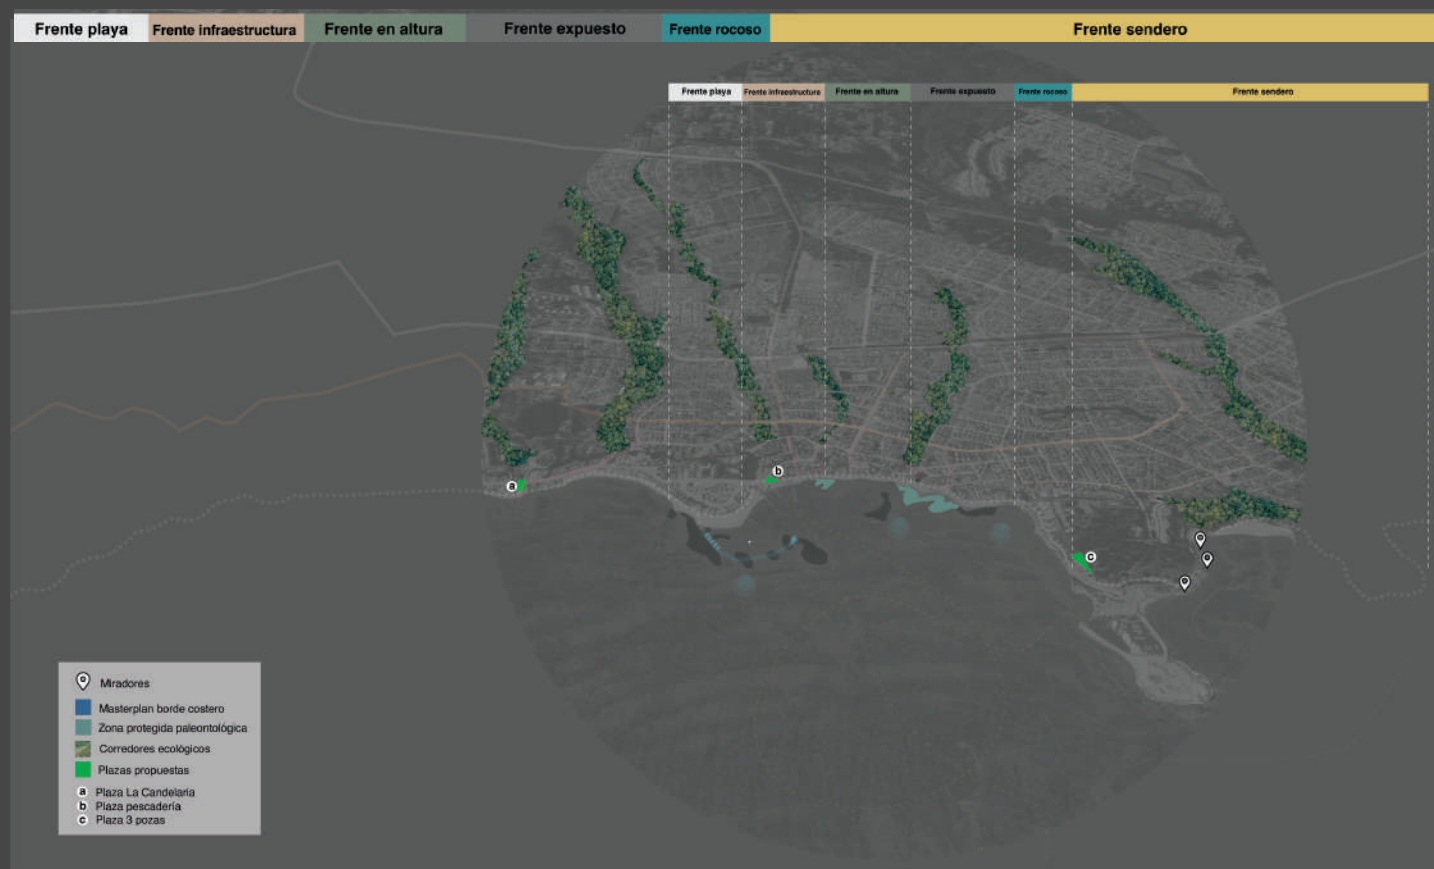 Frente playa
Frente infraestructura
Frente en altura
Frente expuesto
Frente rocoso
Frente sendero
Frente playa
Frente infraestructura
Frente en altura
Frente expuesto
Frente rocoso
Frente sendero
a
b
c
Miradores
Masterplan borde costero
Zona protegida paleontológica
Corredores ecológicos
Plazas propuestas
a Plaza La Candelaria
b Plaza pescadería
c Plaza 3 pozas